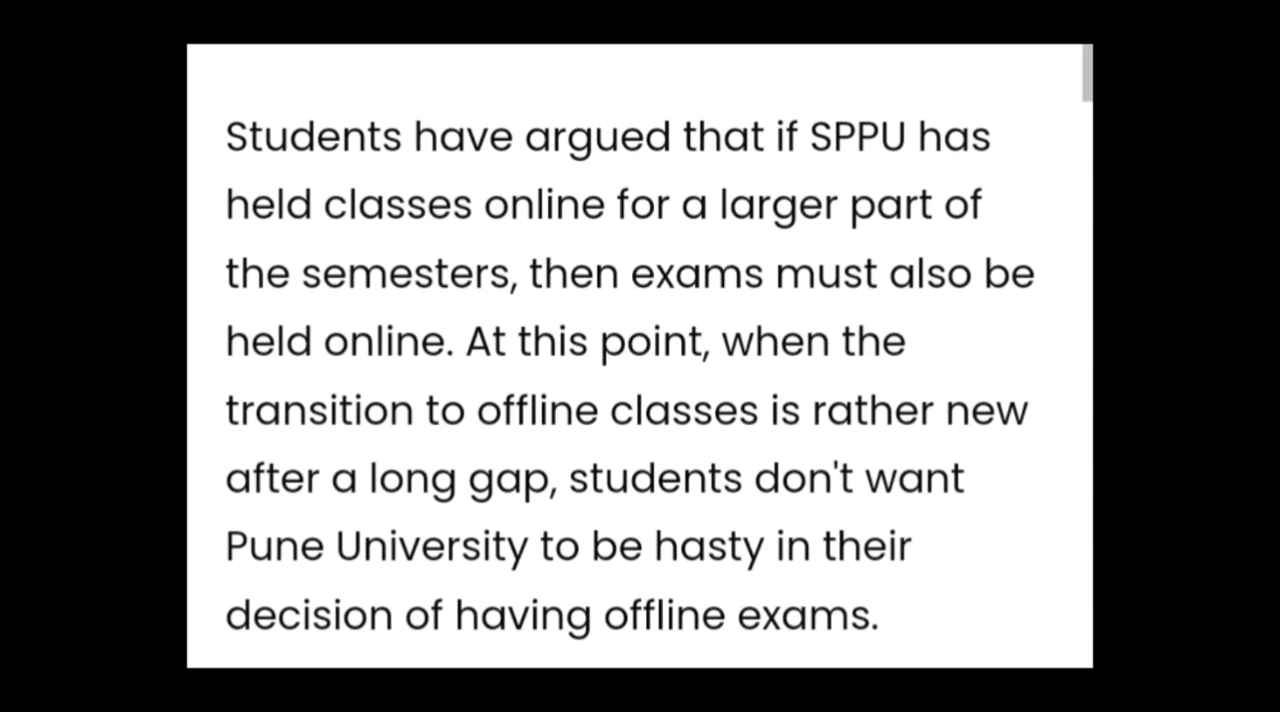 Students have argued that if SPPU has
held classes online for a larger part of
the semesters, then exams must also be
held online. At this point, when the
transition to offline classes is rather new
after a long gap, students don't want
Pune University to be hasty in their
decision of having offline exams.